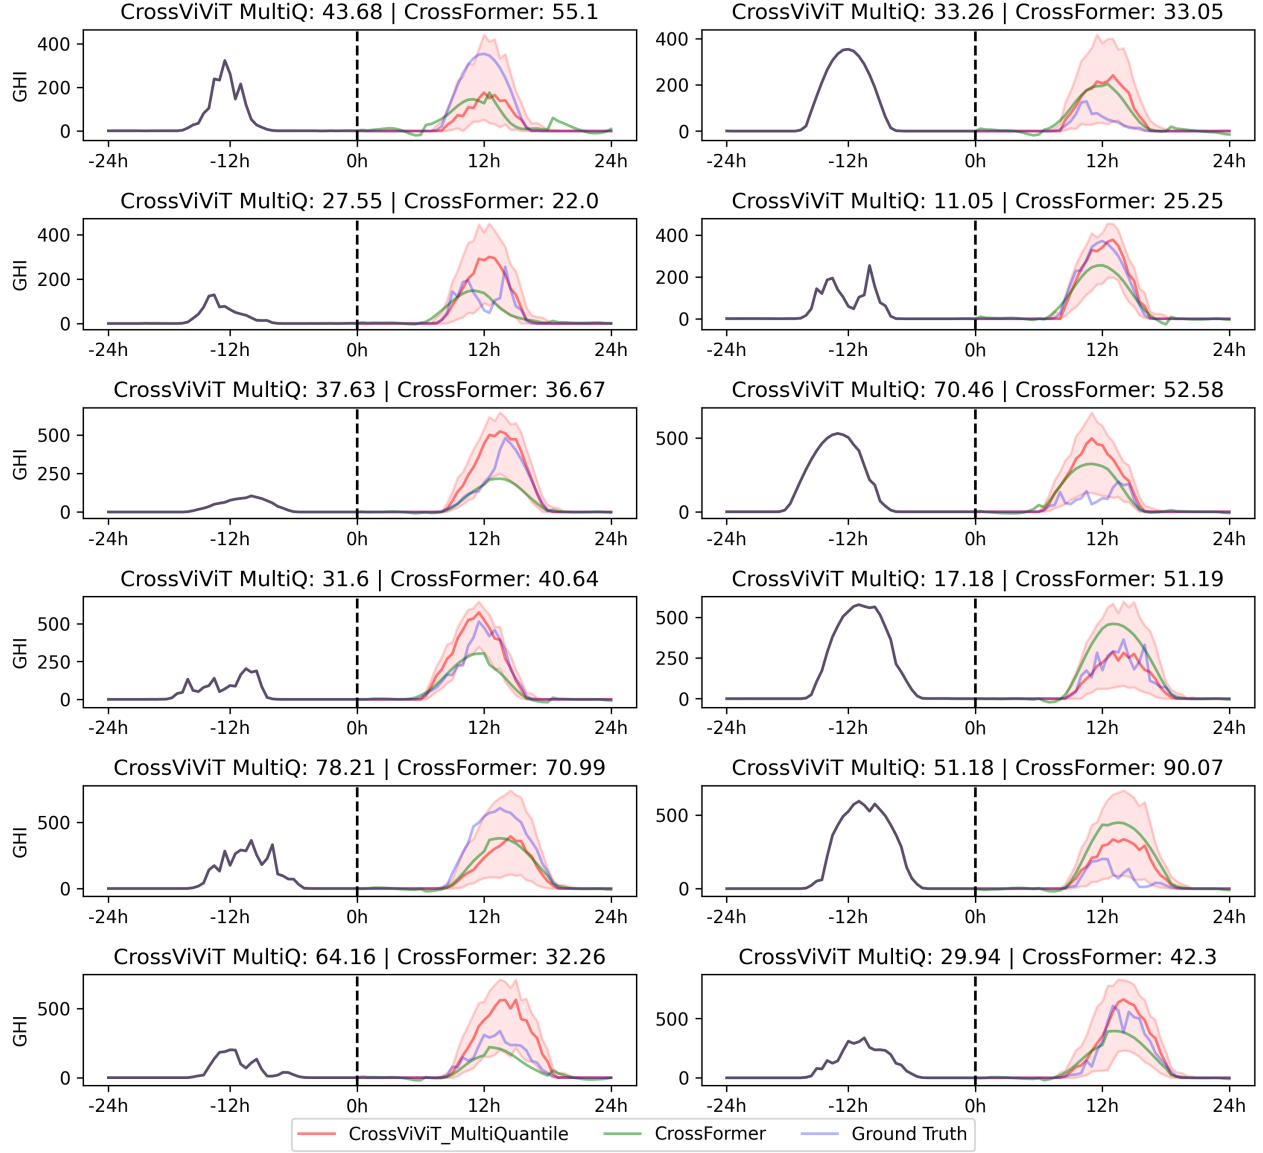 CrossViViT MultiQ: 43.68 | CrossFormer: 55.1
GHI
400
200
0
-24h -12h 0h 12h 24h
CrossViViT MultiQ: 33.26 | CrossFormer: 33.05
400
200
0
-24h -12h 0h 12h 24h
CrossViViT MultiQ: 27.55 | CrossFormer: 22.0
GHI
400
200
0
-24h -12h 0h 12h 24h
CrossViViT MultiQ: 11.05 | CrossFormer: 25.25
400
200
0
-24h -12h 0h 12h 24h
CrossViViT MultiQ: 37.63 | CrossFormer: 36.67
GHI
500
250
0
-24h -12h 0h 12h 24h
CrossViViT MultiQ: 70.46 | CrossFormer: 52.58
500
0
-24h -12h 0h 12h 24h
CrossViViT MultiQ: 31.6 | CrossFormer: 40.64
GHI
500
250
0
-24h -12h 0h 12h 24h
CrossViViT MultiQ: 17.18 | CrossFormer: 51.19
500
250
0
-24h -12h 0h 12h 24h
CrossViViT MultiQ: 78.21 | CrossFormer: 70.99
GHI
500
0
-24h -12h 0h 12h 24h
CrossViViT MultiQ: 51.18 | CrossFormer: 90.07
500
0
-24h -12h 0h 12h 24h
CrossViViT MultiQ: 64.16 | CrossFormer: 32.26
GHI
500
0
-24h -12h 0h 12h 24h
CrossViViT MultiQ: 29.94 | CrossFormer: 42.3
500
0
-24h -12h 0h 12h 24h
CrossViViT_MultiQuantile CrossFormer Ground Truth